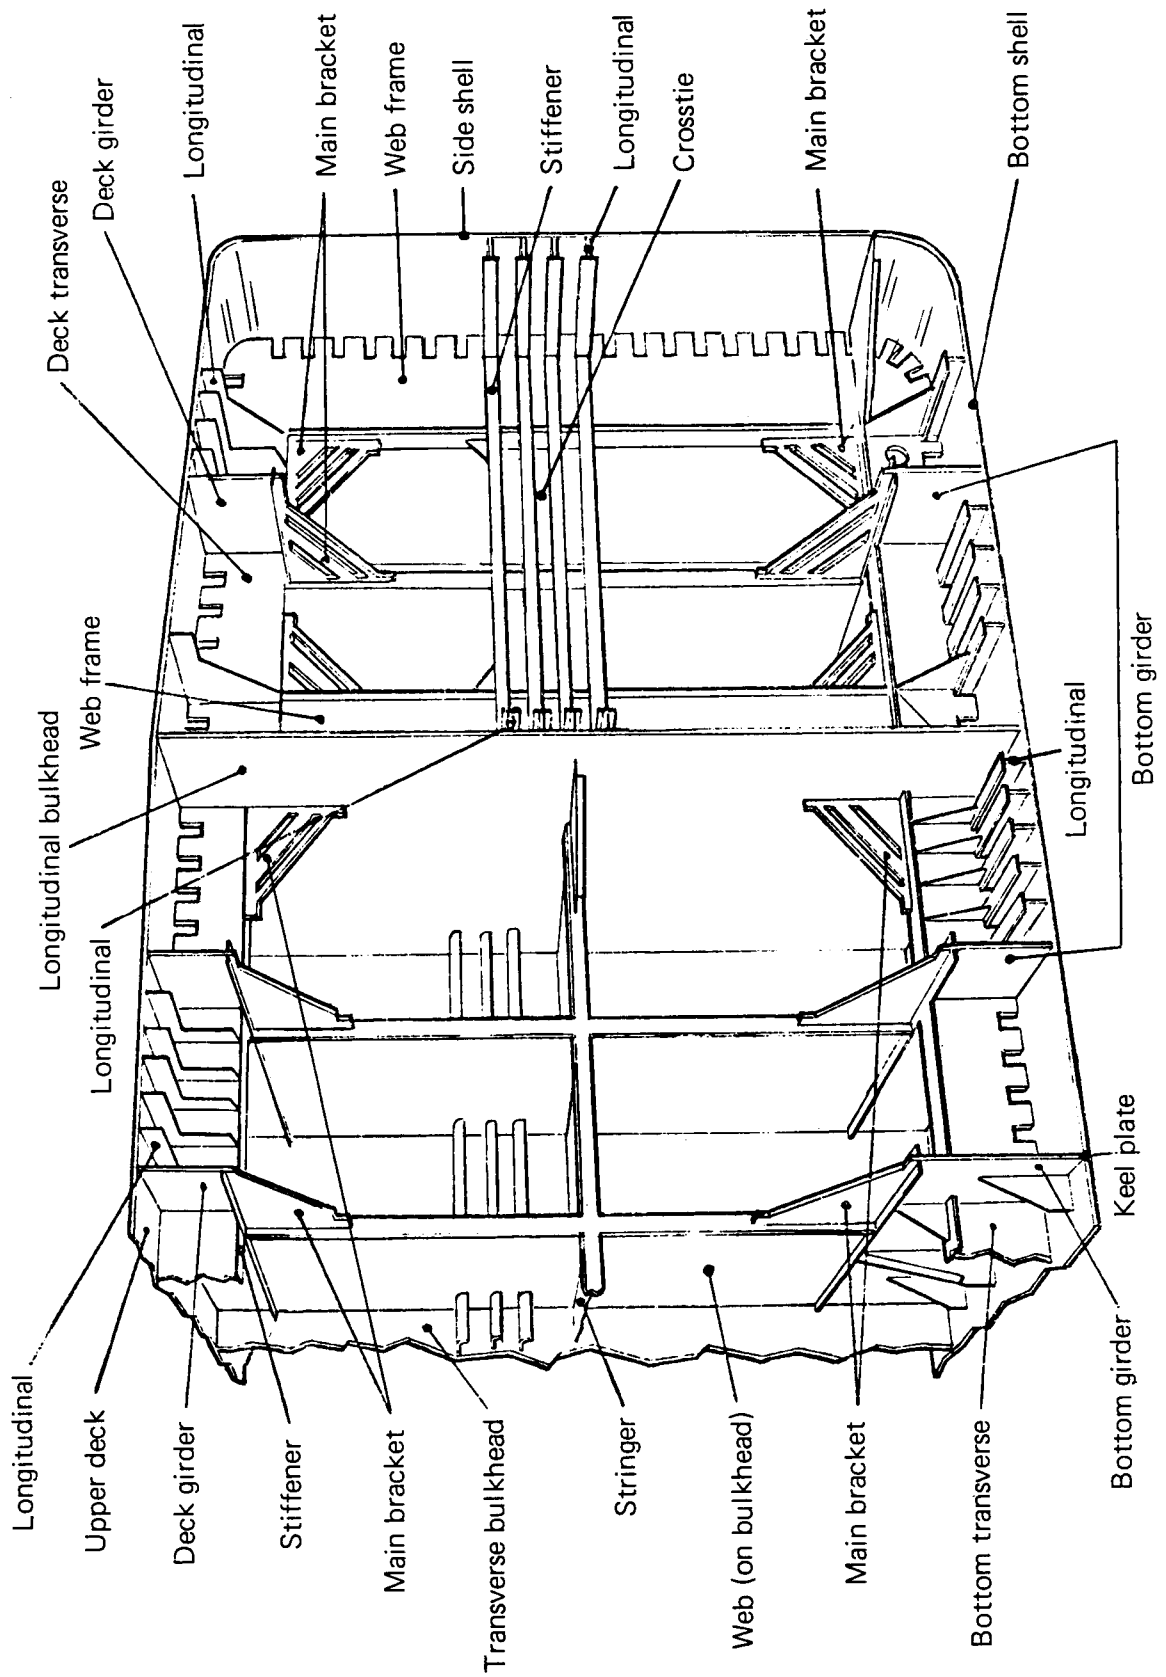 Longitudinal
Upper deck
Deck girder
Stiffener
Main bracket
Transverse bulkhead
Stringer
Web (on bulkhead)
Main bracket
Bottom transverse
Bottom girder
Keel plate
Longitudinal
Longitudinal bulkhead
Web frame
Longitudinal
Bottom girder
Deck transverse
Deck girder
Longitudinal
Main bracket
Web frame
Side shell
Stiffener
Longitudinal
Crosstie
Main bracket
Bottom shell